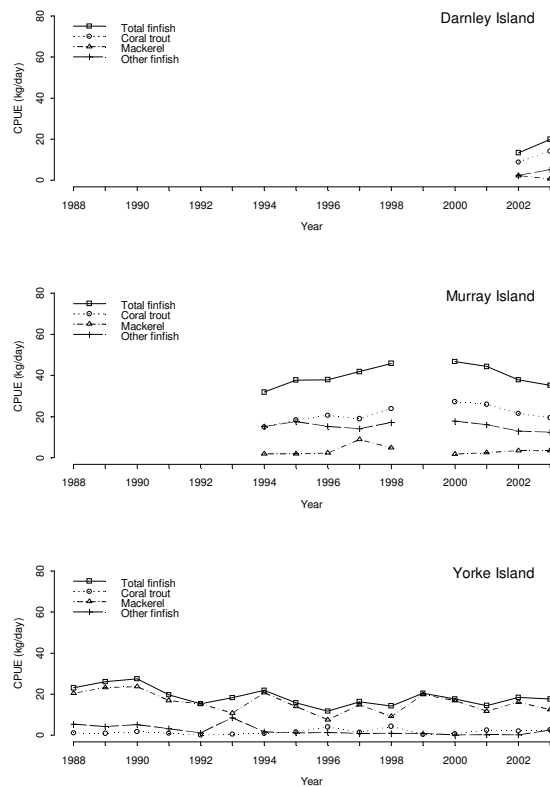 Darnley Island
Total finfish
Coral trout
Mackerel
Other finfish
CPUE (kg/day)
80
60
40
20
0
1988 1990 1992 1994 1996 1998 2000 2002
Year
Murray Island
Total finfish
Coral trout
Mackerel
Other finfish
CPUE (kg/day)
80
60
40
20
0
1988 1990 1992 1994 1996 1998 2000 2002
Year
Yorke Island
Total finfish
Coral trout
Mackerel
Other finfish
CPUE (kg/day)
80
60
40
20
0
1988 1990 1992 1994 1996 1998 2000 2002
Year